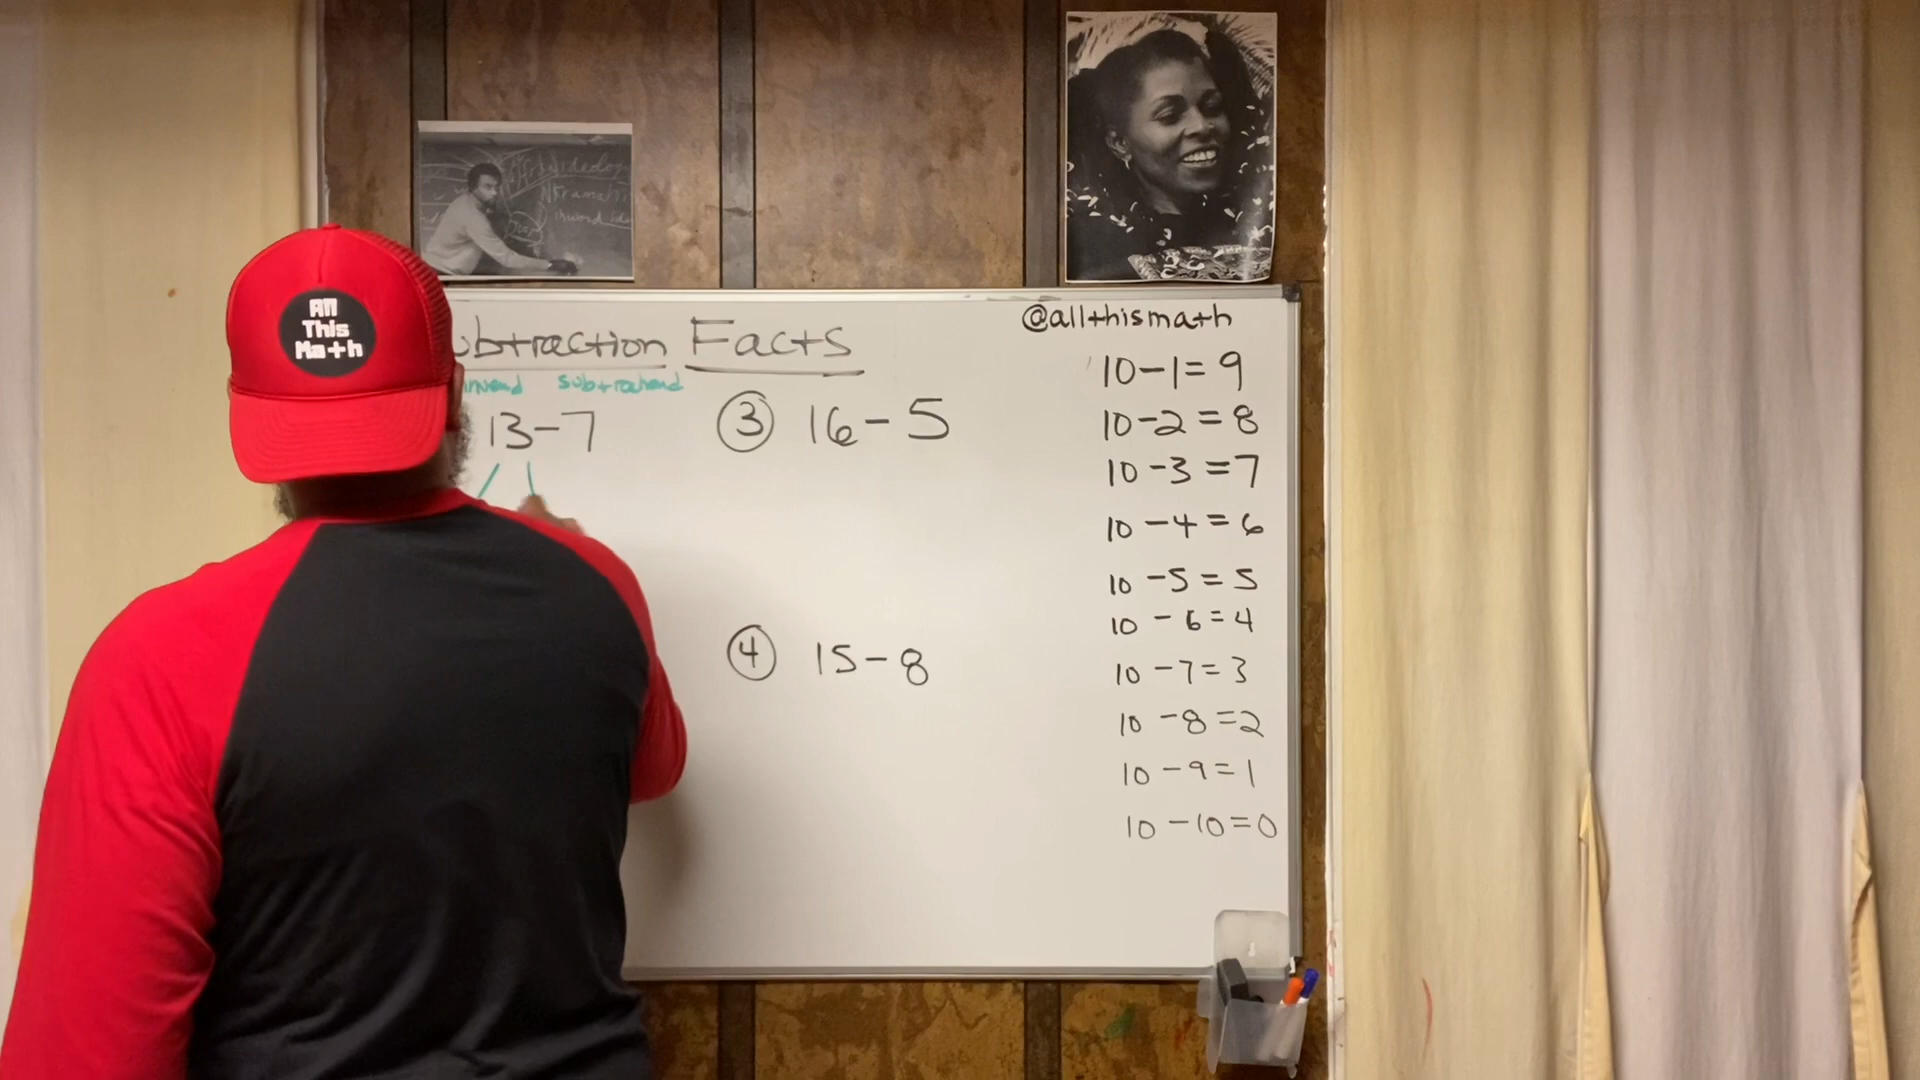 All
This
Math
Facts
@allthismath
subtrahend
13-7
③ 16-5
④ 15-8
10-1=9
10-2=8
10-3=7
10-4=6
10-5=5
10-6=4
10-7=3
10-8=2
10-9=1
10-10=0